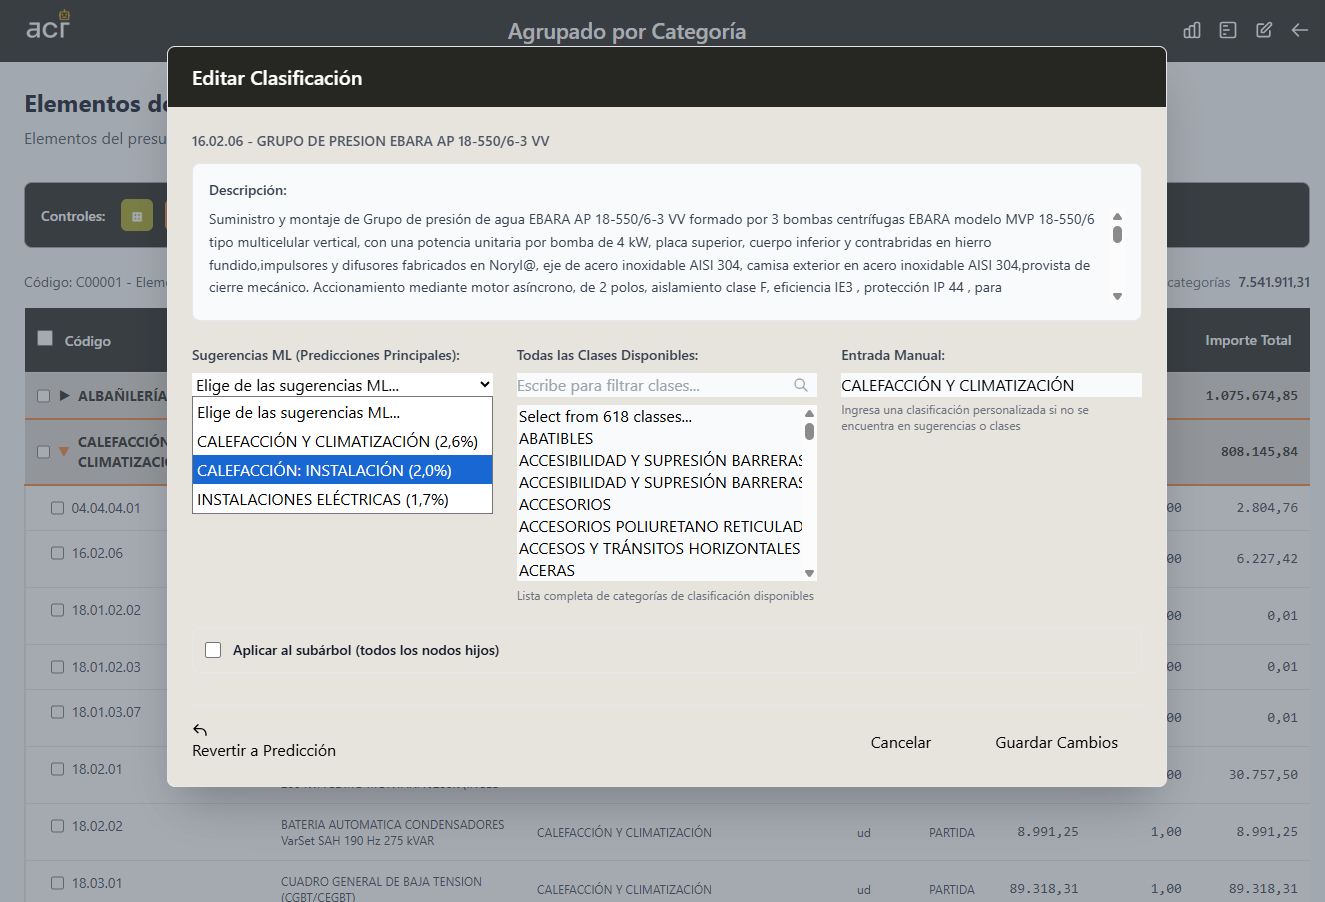 acr
Agrupado por Categoría
Editar Clasificación
Elementos de
Elementos del presu
16.02.06 - GRUPO DE PRESION EBARA AP 18-550/6-3 VV
Descripción:
Suministro y montaje de Grupo de presión de agua EBARA AP 18-550/6-3 VV formado por 3 bombas centrífugas EBARA modelo MVP 18-550/6
tipo multicelular vertical, con una potencia unitaria por bomba de 4 kW, placa superior, cuerpo inferior y contrabridas en hierro
fundido,impulsores y difusores fabricados en Noryl@, eje de acero inoxidable AISI 304, camisa exterior en acero inoxidable AISI 304,provista de
cierre mecánico. Accionamiento mediante motor asíncrono, de 2 polos, aislamiento clase F, eficiencia IE3 , protección IP 44 , para
Controles:
Código: C00001 - Elem
categorías 7.541.911,31
Código
Importe Total
Sugerencias ML (Predicciones Principales):
Elige de las sugerencias ML...
Elige de las sugerencias ML...
CALEFACCIÓN Y CLIMATIZACIÓN (2,6%)
CALEFACCIÓN: INSTALACIÓN (2,0%)
INSTALACIONES ELÉCTRICAS (1,7%)
Todas las Clases Disponibles:
Escribe para filtrar clases...
Select from 618 classes...
ABATIBLES
ACCESIBILIDAD Y SUPRESIÓN BARRERAS
ACCESIBILIDAD Y SUPRESIÓN BARRERAS
ACCESORIOS
ACCESORIOS POLIURETANO RETICULAD
ACCESOS Y TRÁNSITOS HORIZONTALES
ACERAS
Lista completa de categorías de clasificación disponibles
Entrada Manual:
CALEFACCIÓN Y CLIMATIZACIÓN
Ingresa una clasificación personalizada si no se
encuentra en sugerencias o clases
Aplicar al subárbol (todos los nodos hijos)
Revertir a Predicción
Cancelar
Guardar Cambios
ALBAÑILERÍA
1.075.674,85
CALEFACCIÓN
CLIMATIZACI
808.145,84
04.04.04.01
00
2.804,76
16.02.06
00
6.227,42
18.01.02.02
00
0,01
18.01.02.03
00
0,01
18.01.03.07
00
0,01
18.02.01
00
30.757,50
18.02.02
BATERIA AUTOMATICA CONDENSADORES
VarSet SAH 190 Hz 275 kVAR
CALEFACCIÓN Y CLIMATIZACIÓN
ud
PARTIDA
8.991,25
1,00
8.991,25
18.03.01
CUADRO GENERAL DE BAJA TENSION
(CGBT/CEGBT)
CALEFACCIÓN Y CLIMATIZACIÓN
ud
PARTIDA
89.318,31
1,00
89.318,31